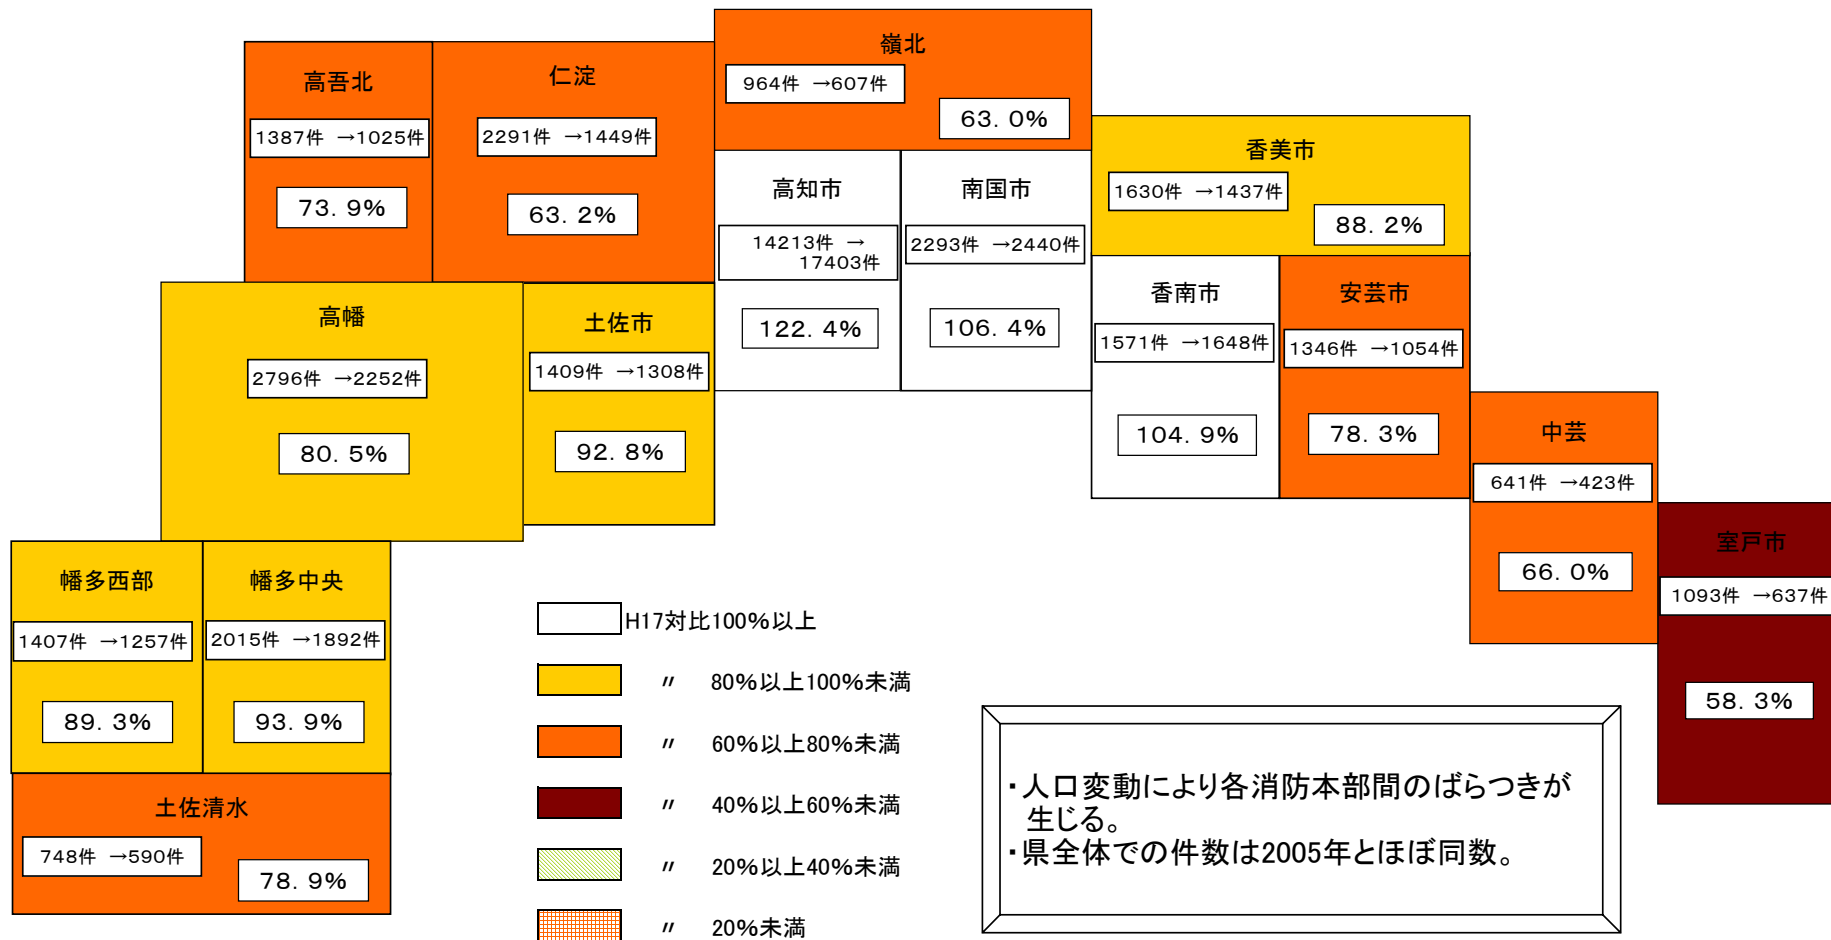 嶺北
964件 →607件
63.0%
高吾北
1387件 →1025件
73.9%
仁淀
2291件 →1449件
63.2%
高知市
14213件 →
17403件
122.4%
南国市
2293件 →2440件
106.4%
香美市
1630件 →1437件
88.2%
香南市
1571件 →1648件
104.9%
安芸市
1346件 →1054件
78.3%
高幡
2796件 →2252件
80.5%
土佐市
1409件 →1308件
92.8%
中芸
641件 →423件
66.0%
室戸市
1093件 →637件
58.3%
幡多西部
1407件 →1257件
89.3%
幡多中央
2015件 →1892件
93.9%
土佐清水
748件 →590件
78.9%
H17対比100%以上
〃 80%以上100%未満
〃 60%以上80%未満
〃 40%以上60%未満
〃 20%以上40%未満
〃 20%未満
・人口変動により各消防本部間のばらつきが
生じる。
・県全体での件数は2005年とほぼ同数。